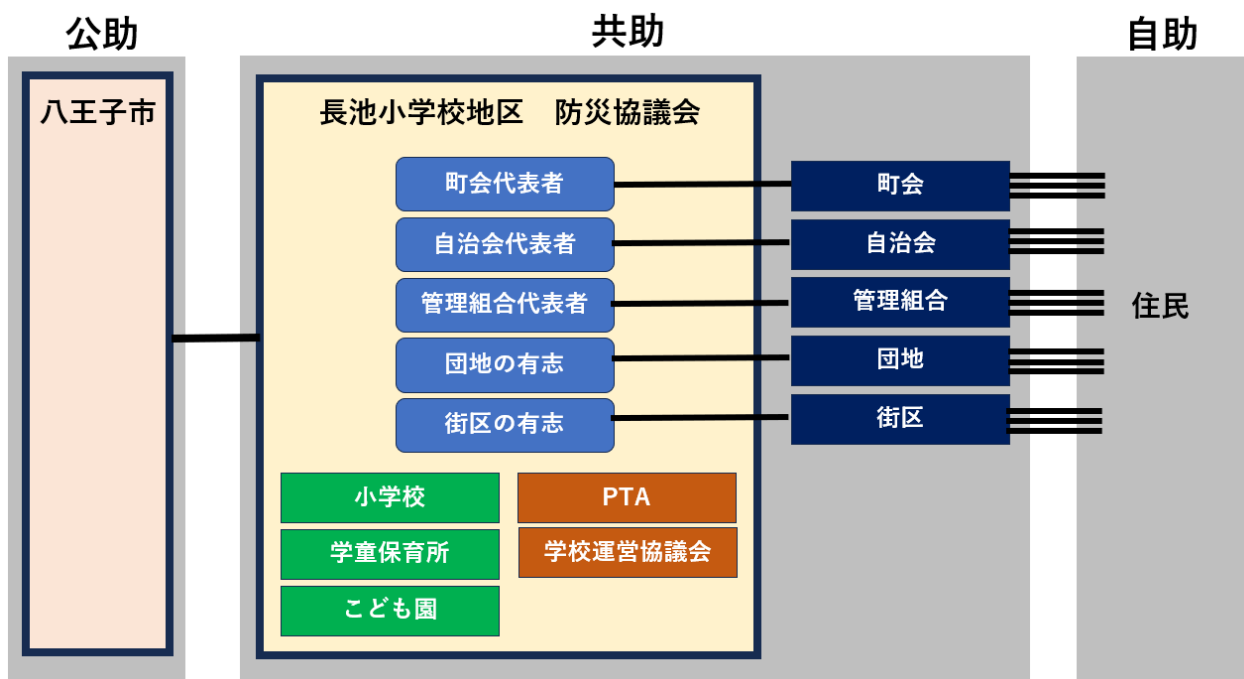 公助
共助
自助
八王子市
長池小学校地区　防災協議会
町会代表者
町会
自治会代表者
自治会
管理組合代表者
管理組合
団地の有志
団地
街区の有志
街区
住民
小学校
PTA
学童保育所
学校運営協議会
こども園